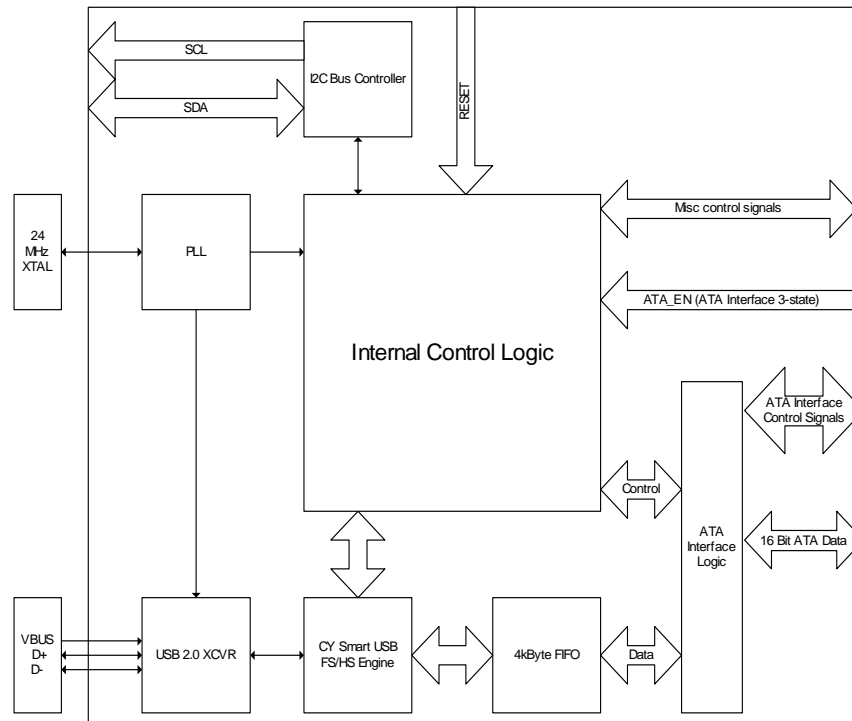 SCL
I2C Bus Controller
SDA
RESET
24
MHz
XTAL
PLL
Misc control signals
ATA_EN (ATA Interface 3-state)
Internal Control Logic
ATA Interface
Control Signals
Control
ATA
Interface
Logic
16 Bit ATA Data
VBUS
D+
D-
USB 2.0 XCVR
CY Smart USB
FS/HS Engine
4kByte FIFO
Data